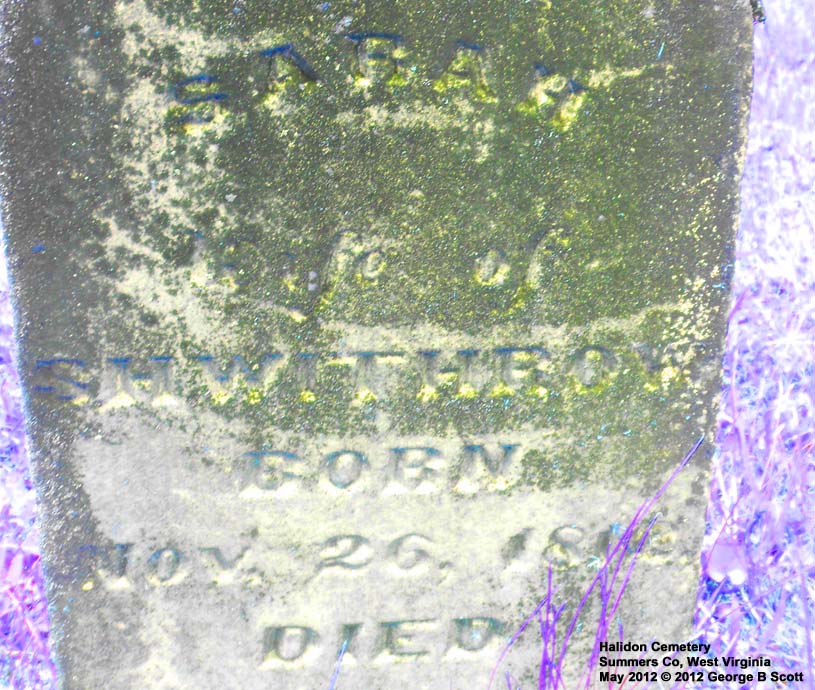 SARAH
wife of
S H WITHROW
BORN
NOV. 26,
DIED
Halidon Cemetery
Summers Co, West Virginia
May 2012 © 2012 George B Scott